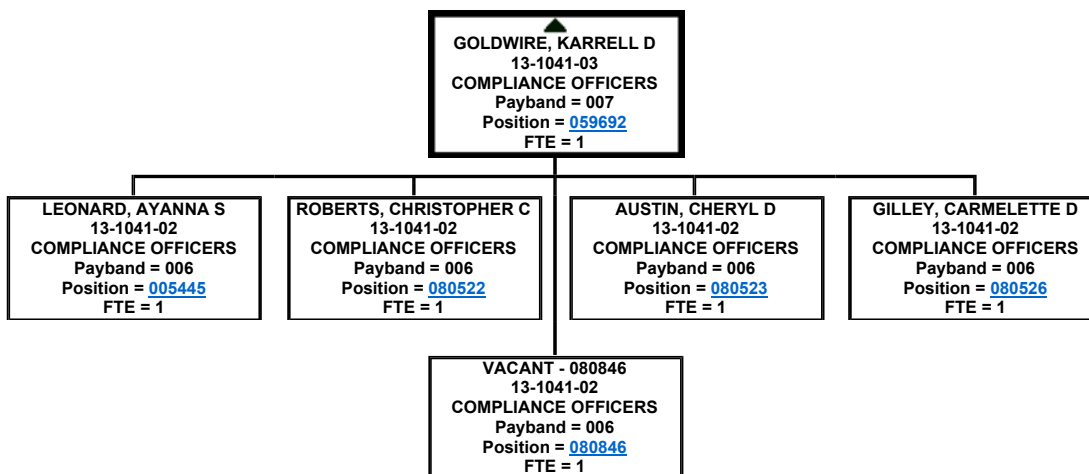 GOLDWIRE, KARRELL D
13-1041-03
COMPLIANCE OFFICERS
Payband = 007
Position = 059692
FTE = 1
LEONARD, AYANNA S
13-1041-02
COMPLIANCE OFFICERS
Payband = 006
Position = 005445
FTE = 1
ROBERTS, CHRISTOPHER C
13-1041-02
COMPLIANCE OFFICERS
Payband = 006
Position = 080522
FTE = 1
AUSTIN, CHERYL D
13-1041-02
COMPLIANCE OFFICERS
Payband = 006
Position = 080523
FTE = 1
GILLEY, CARMELETTE D
13-1041-02
COMPLIANCE OFFICERS
Payband = 006
Position = 080526
FTE = 1
VACANT - 080846
13-1041-02
COMPLIANCE OFFICERS
Payband = 006
Position = 080846
FTE = 1